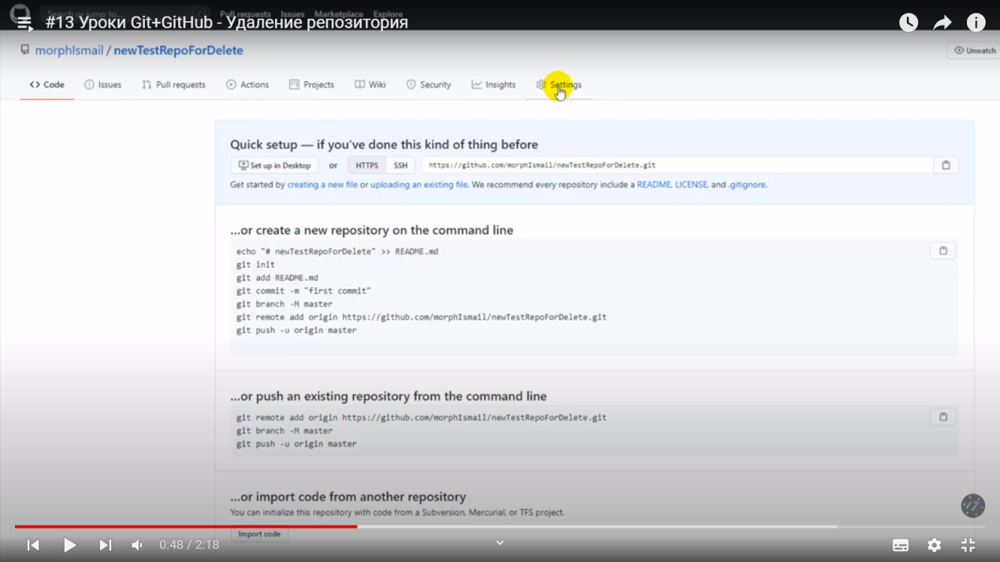 Search or jump to...
Pull requests Issues Marketplace Explore
#13 Уроки Git+GitHub - Удаление репозитория
morphIsmail / newTestRepoForDelete
Unwatch
<> Code Issues Pull requests Actions Projects Wiki Security Insights Settings
Quick setup — if you've done this kind of thing before
Set up in Desktop or HTTPS SSH https://github.com/morphIsmail/newTestRepoForDelete.git
Get started by creating a new file or uploading an existing file. We recommend every repository include a README, LICENSE, and .gitignore.
...or create a new repository on the command line
echo "# newTestRepoForDelete" >> README.md
git init
git add README.md
git commit -m "first commit"
git branch -M master
git remote add origin https://github.com/morphIsmail/newTestRepoForDelete.git
git push -u origin master
...or push an existing repository from the command line
git remote add origin https://github.com/morphIsmail/newTestRepoForDelete.git
git branch -M master
git push -u origin master
...or import code from another repository
You can initialize this repository with code from a Subversion, Mercurial, or TFS project.
Import code
0:48 / 2:18